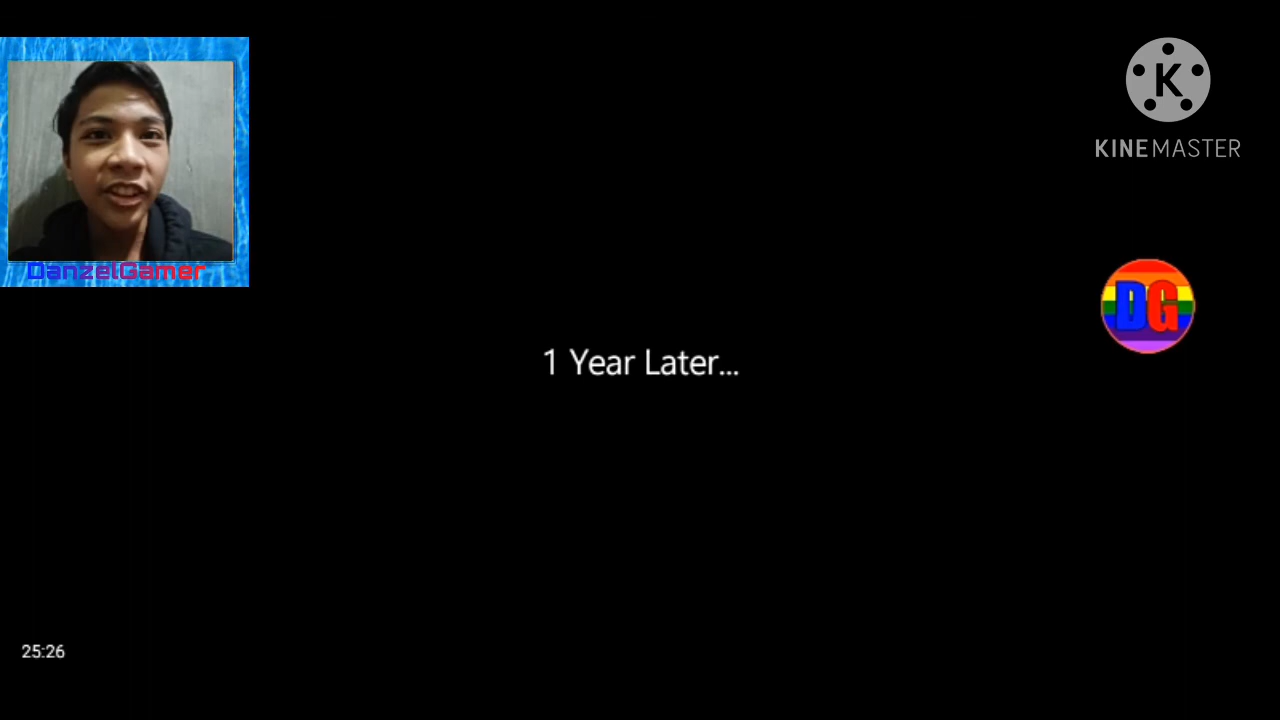 K
KINEMASTER
DanzelGamer
DG
1 Year Later...
25:26